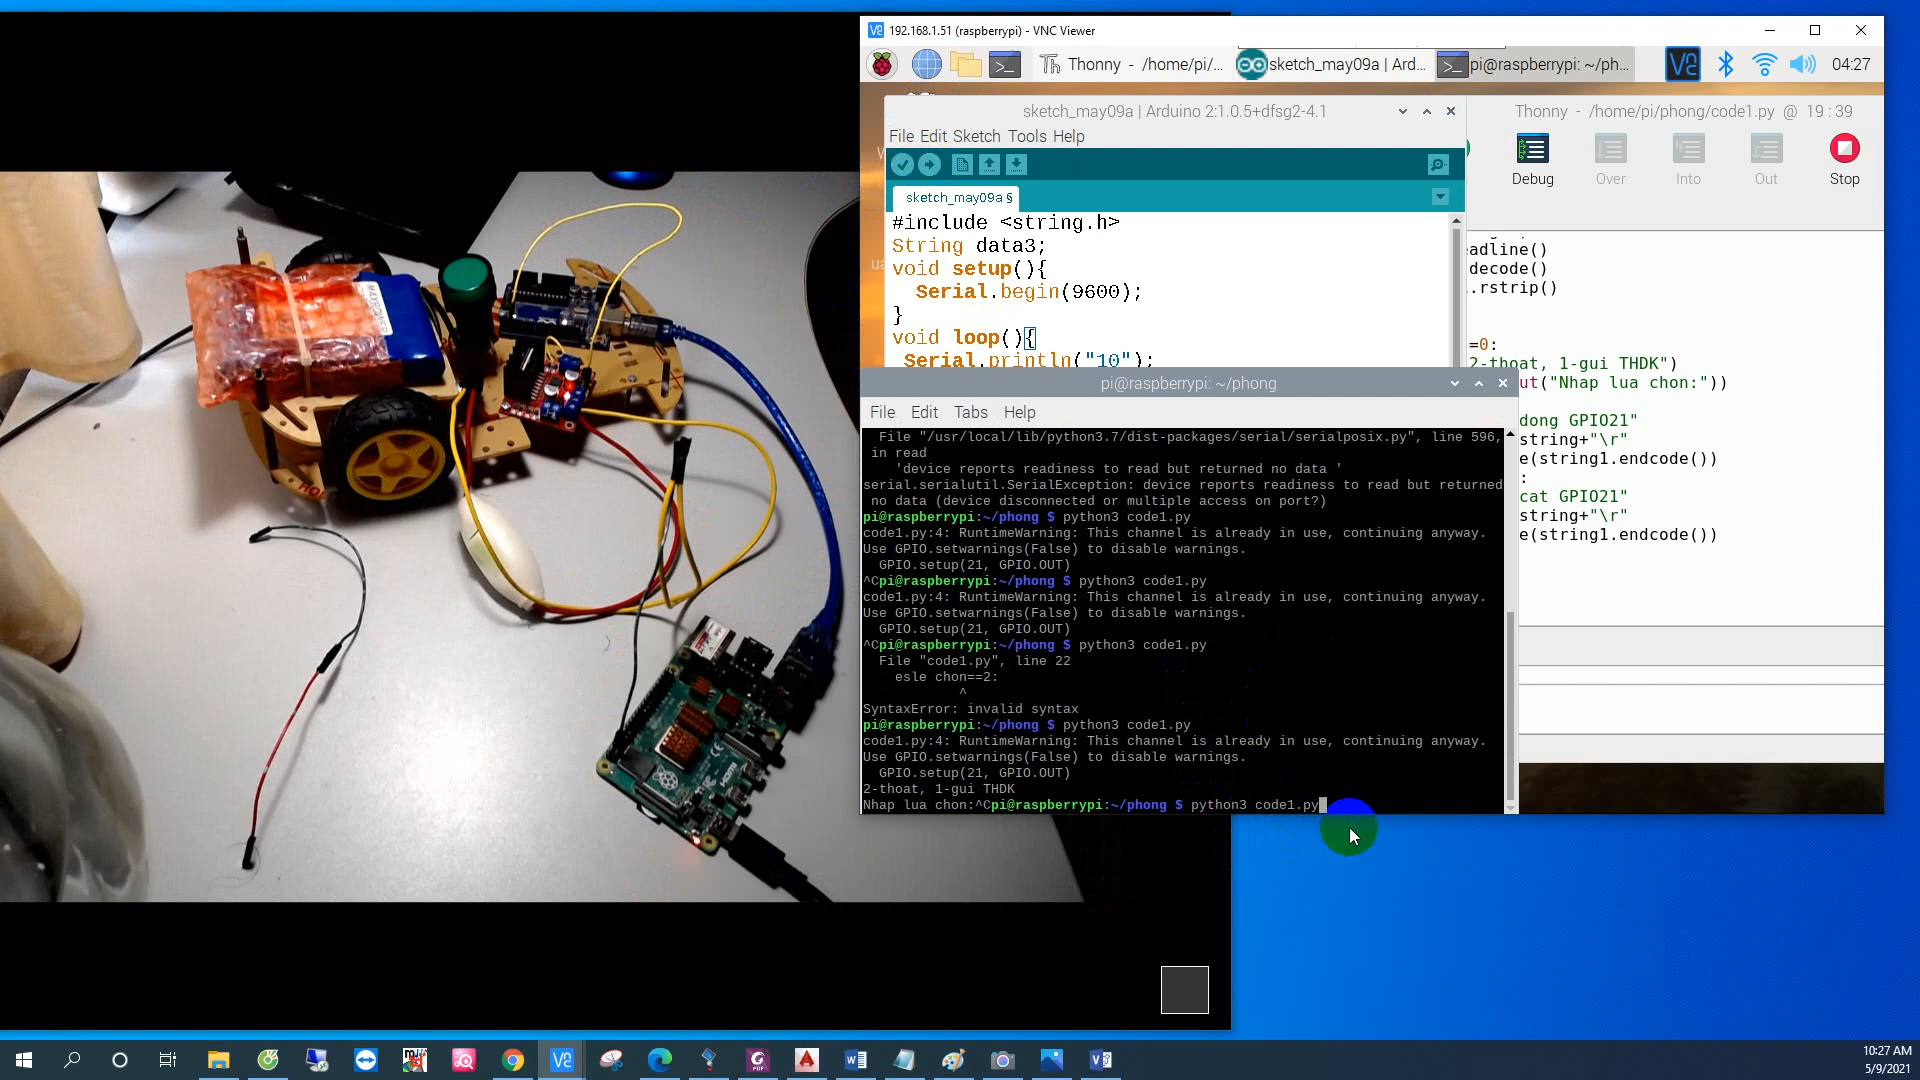 192.168.1.51 (raspberrypi) - VNC Viewer
Thonny - /home/pi/...
sketch_may09a | Ard...
pi@raspberrypi: ~/ph...
04:27
sketch_may09a | Arduino 2:1.0.5+dfsg2-4.1
File Edit Sketch Tools Help
sketch_may09a §
#include <string.h>
String data3;
void setup(){
Serial.begin(9600);
}
void loop(){
Serial.println("10");
Thonny - /home/pi/phong/code1.py @ 19:39
Debug
Over
Into
Out
Stop
eadline()
decode()
.rstrip()
=0:
2-thoat, 1-gui THDK")
ut("Nhap lua chon:"))
dong GPIO21"
string+"\r"
e(string1.endcode())
:
cat GPIO21"
string+"\r"
e(string1.endcode())
pi@raspberrypi: ~/phong
File Edit Tabs Help
File "/usr/local/lib/python3.7/dist-packages/serial/serialposix.py", line 596,
in read
'device reports readiness to read but returned no data '
serial.serialutil.SerialException: device reports readiness to read but returned
no data (device disconnected or multiple access on port?)
pi@raspberrypi:~/phong $ python3 code1.py
code1.py:4: RuntimeWarning: This channel is already in use, continuing anyway.
Use GPIO.setwarnings(False) to disable warnings.
GPIO.setup(21, GPIO.OUT)
^Cpi@raspberrypi:~/phong $ python3 code1.py
code1.py:4: RuntimeWarning: This channel is already in use, continuing anyway.
Use GPIO.setwarnings(False) to disable warnings.
GPIO.setup(21, GPIO.OUT)
^Cpi@raspberrypi:~/phong $ python3 code1.py
File "code1.py", line 22
esle chon==2:
^
SyntaxError: invalid syntax
pi@raspberrypi:~/phong $ python3 code1.py
code1.py:4: RuntimeWarning: This channel is already in use, continuing anyway.
Use GPIO.setwarnings(False) to disable warnings.
GPIO.setup(21, GPIO.OUT)
2-thoat, 1-gui THDK
Nhap lua chon:^Cpi@raspberrypi:~/phong $ python3 code1.py
HDMI
10:27 AM
5/9/2021